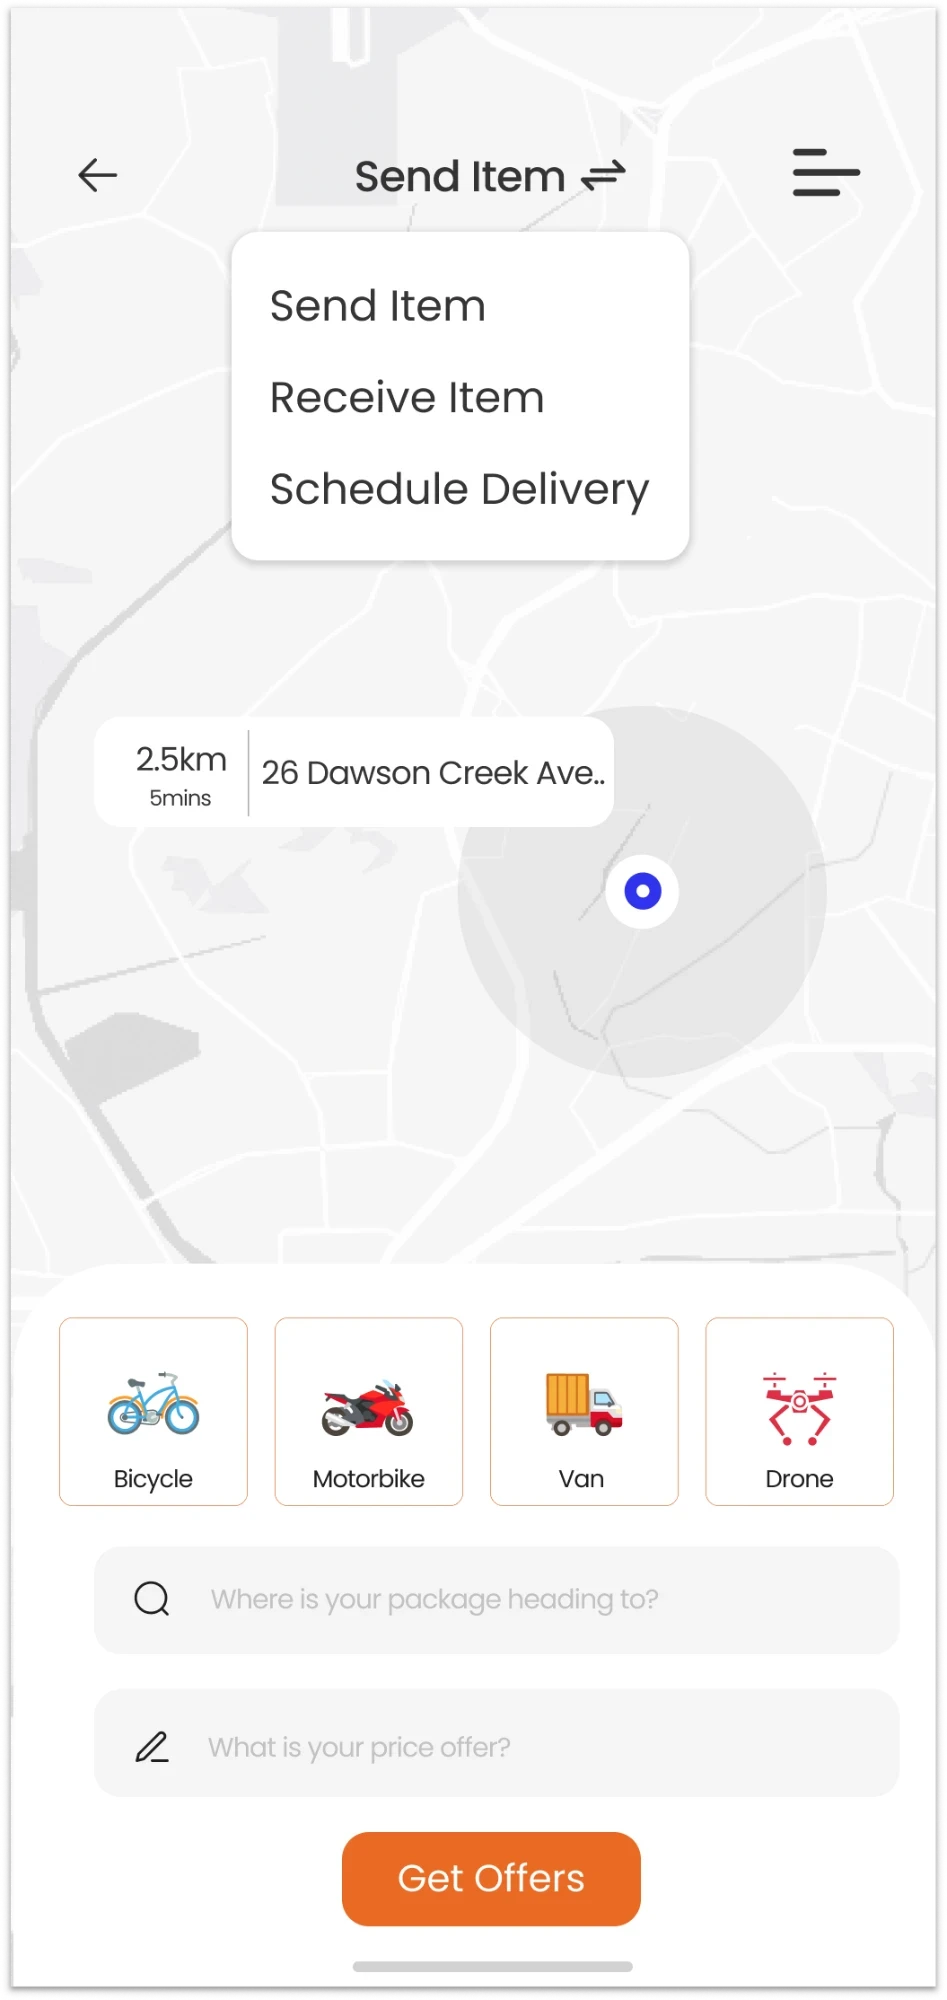 Send Item
Send Item
Receive Item
Schedule Delivery
2.5km
5mins
26 Dawson Creek Ave..
Bicycle
Motorbike
Van
Drone
Where is your package heading to?
What is your price offer?
Get Offers